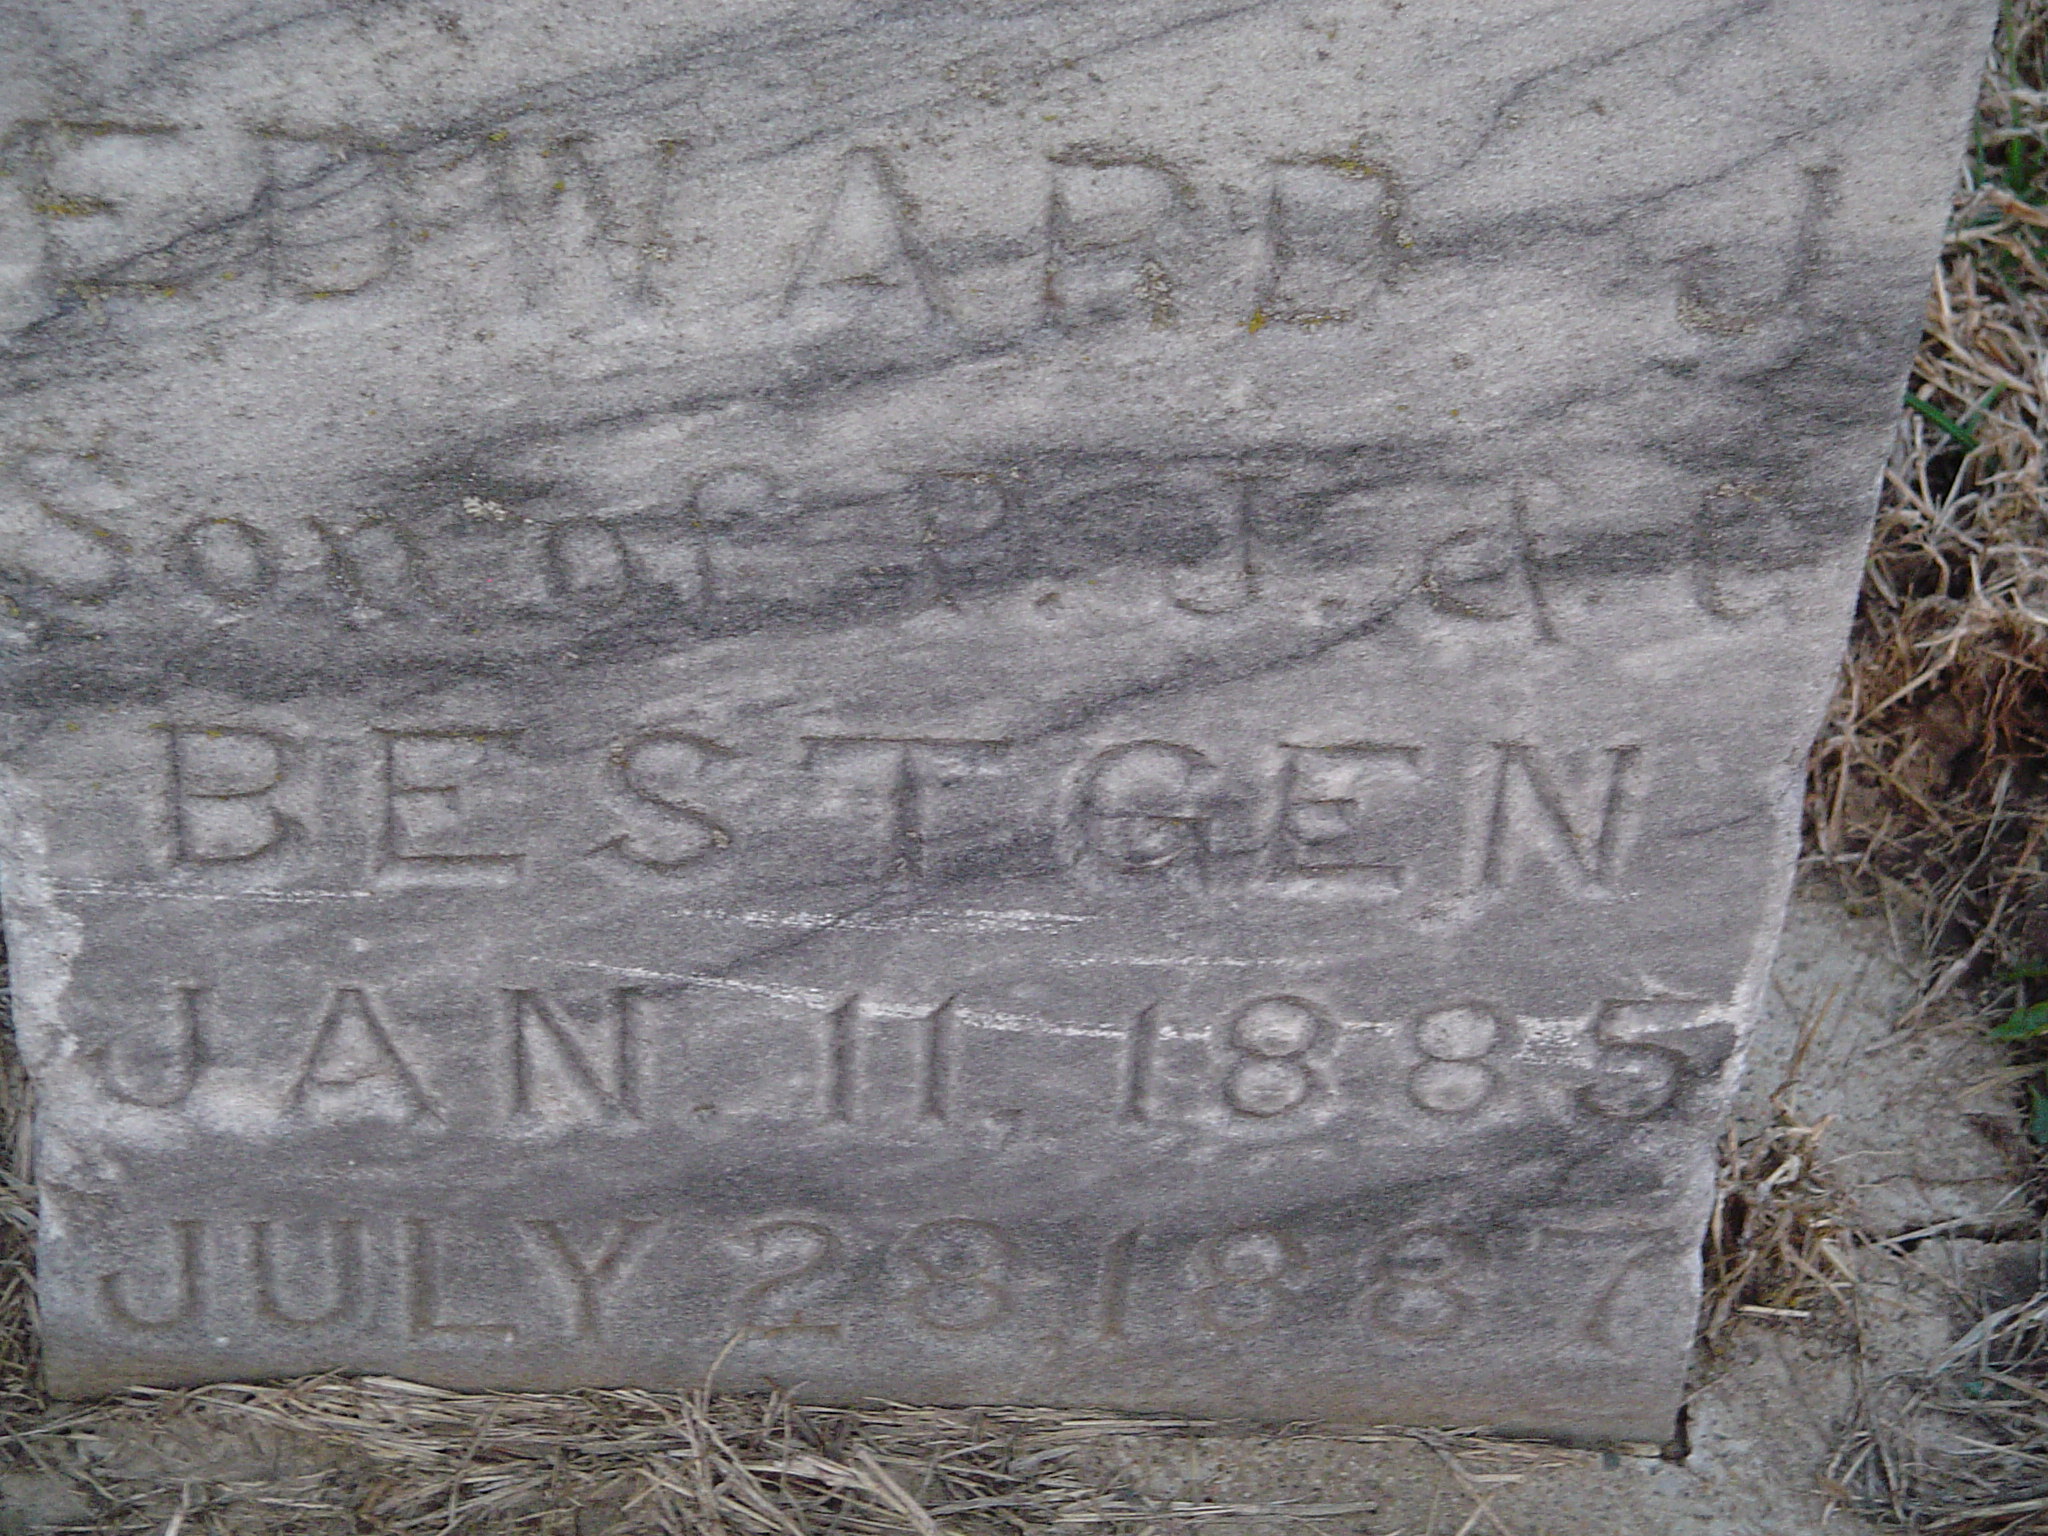 EDWARD J
Son of P. J. & C
BESTGEN
JAN. 11, 1885
JULY 28, 1887